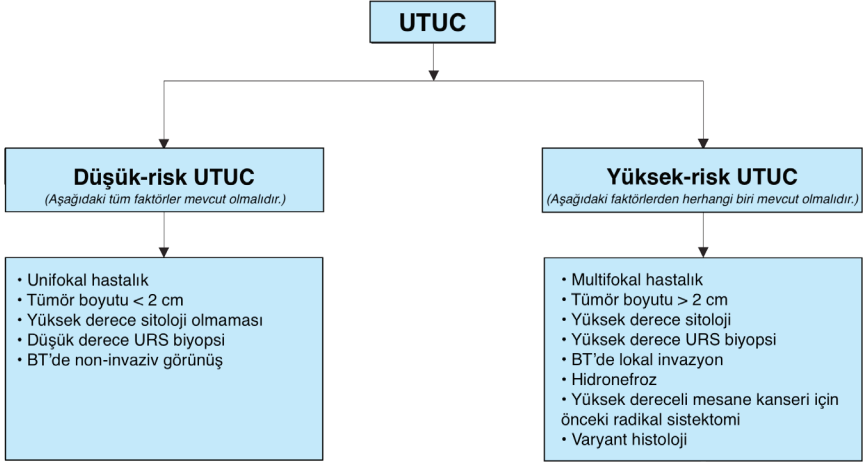 UTUC
Düşük-risk UTUC
(Aşağıdaki tüm faktörler mevcut olmalıdır.)
• Unifokal hastalık
• Tümör boyutu < 2 cm
• Yüksek derece sitoloji olmaması
• Düşük derece URS biyopsi
• BT’de non-invaziv görünüş
Yüksek-risk UTUC
(Aşağıdaki faktörlerden herhangi biri mevcut olmalıdır.)
• Multifokal hastalık
• Tümör boyutu > 2 cm
• Yüksek derece sitoloji
• Yüksek derece URS biyopsi
• BT’de lokal invazyon
• Hidronefroz
• Yüksek dereceli mesane kanseri için
önceki radikal sistektomi
• Varyant histoloji